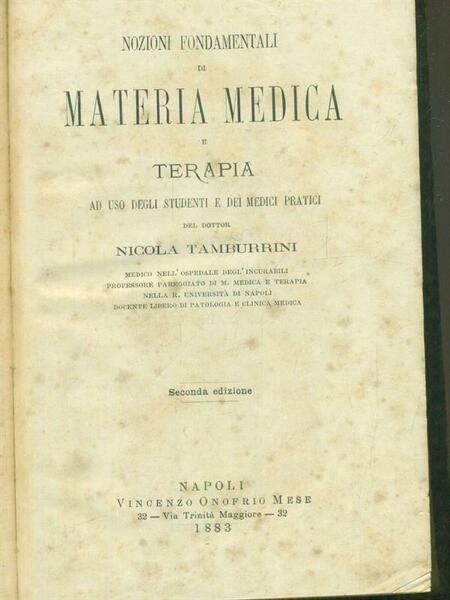 NOZIONI FONDAMENTALI
DI
MATERIA MEDICA
E
TERAPIA
AD USO DEGLI STUDENTI E DEI MEDICI PRATICI
DEL DOTTOR
NICOLA TAMBURRINI
MEDICO NELL'OSPEDALE DEGL'INCURABILI
PROFESSORE PAREGGIATO DI M. MEDICA E TERAPIA
NELLA R. UNIVERSITÀ DI NAPOLI
DOCENTE LIBERO DI PATOLOGIA E CLINICA MEDICA
Seconda edizione
NAPOLI
VINCENZO ONOFRIO MESE
32 — Via Trinità Maggiore — 32
1883